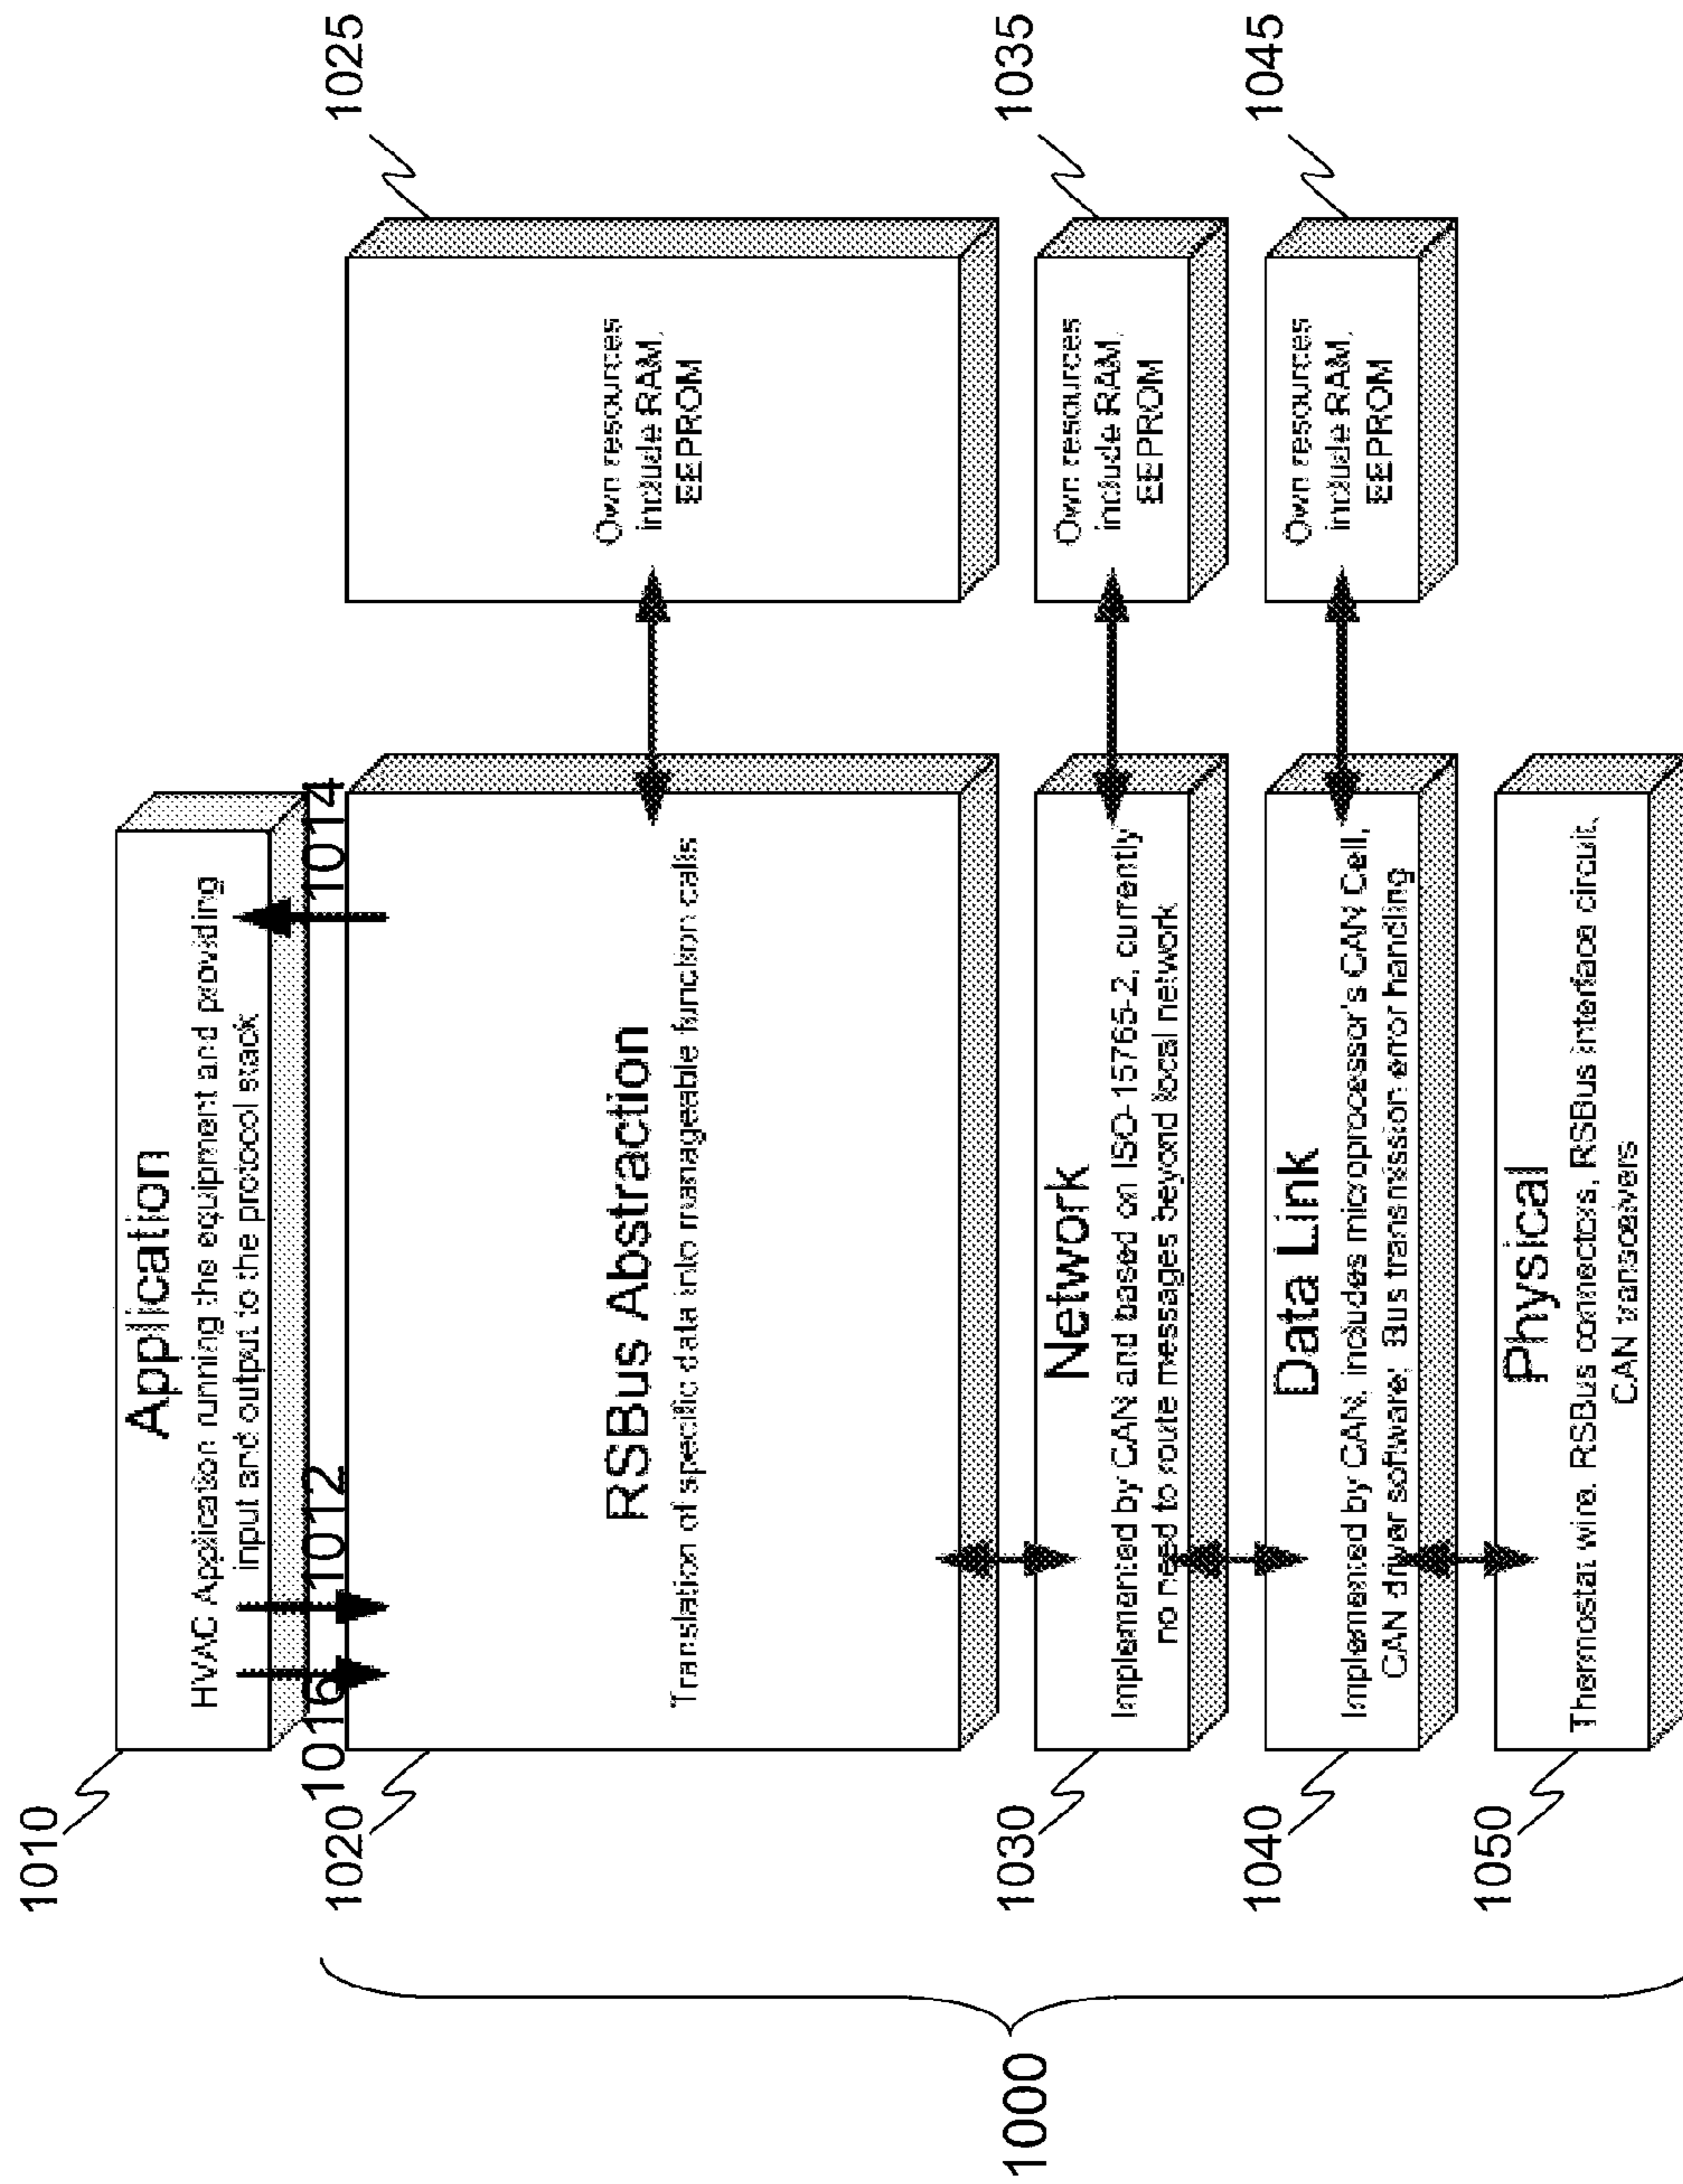 1010
Application
HVAC Application running the equipment and providing
input and output to the protocol stack
1016
1012
1014
1020
RSBus Abstraction
Translation of specific data into manageable function calls
Own resources
include RAM,
EEPROM
1025
1030
Network
Implemented by CAN and based on ISO-15765-2, currently
no need to route messages beyond local network
Own resources
include RAM,
EEPROM
1035
1040
Data Link
Implemented by CAN, includes microprocessor's CAN Cell,
CAN driver software; Bus transmission error handling
Own resources
include RAM,
EEPROM
1045
1050
Physical
Thermostat wire, RSBus connectors, RSBus interface circuit,
CAN transceivers
1000